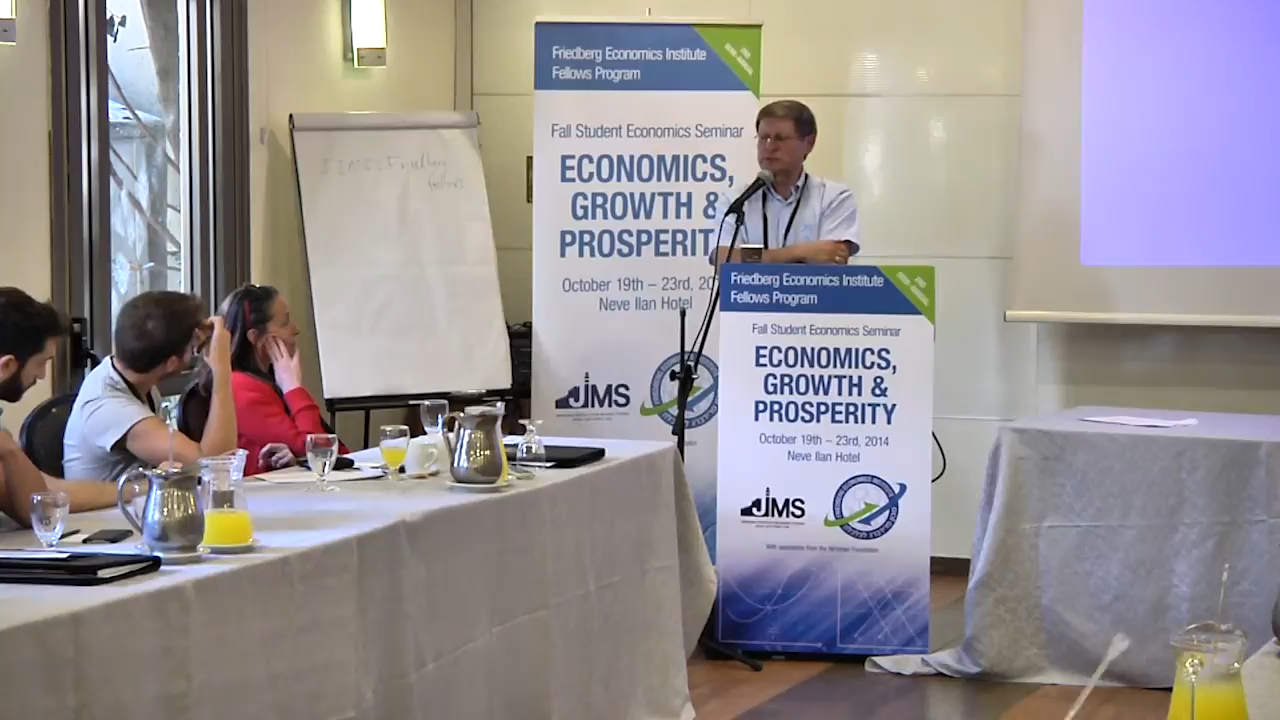 Friedberg Economics Institute
Fellows Program
Fall Student Economics Seminar
ECONOMICS,
GROWTH &
PROSPERIT
October 19th – 23rd, 20
Neve Ilan Hotel
JIMS
Friedberg Economics Institute
Fellows Program
Fall Student Economics Seminar
ECONOMICS,
GROWTH &
PROSPERITY
October 19th – 23rd, 2014
Neve Ilan Hotel
JIMS